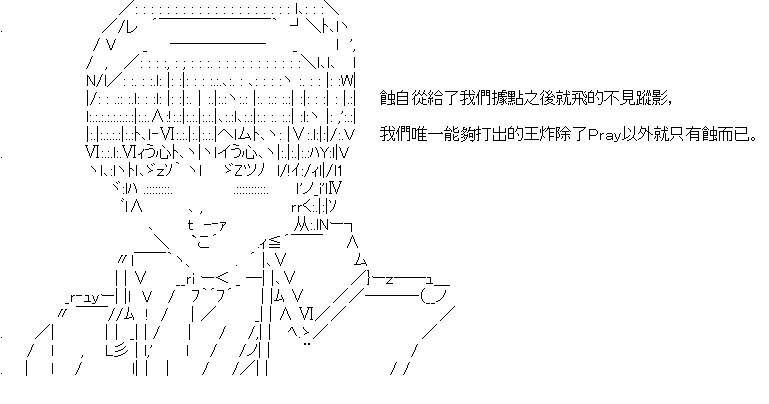 蝕自從給了我們據點之後就飛的不見蹤影，
我們唯一能夠打出的王炸除了Pray以外就只有蝕而已。